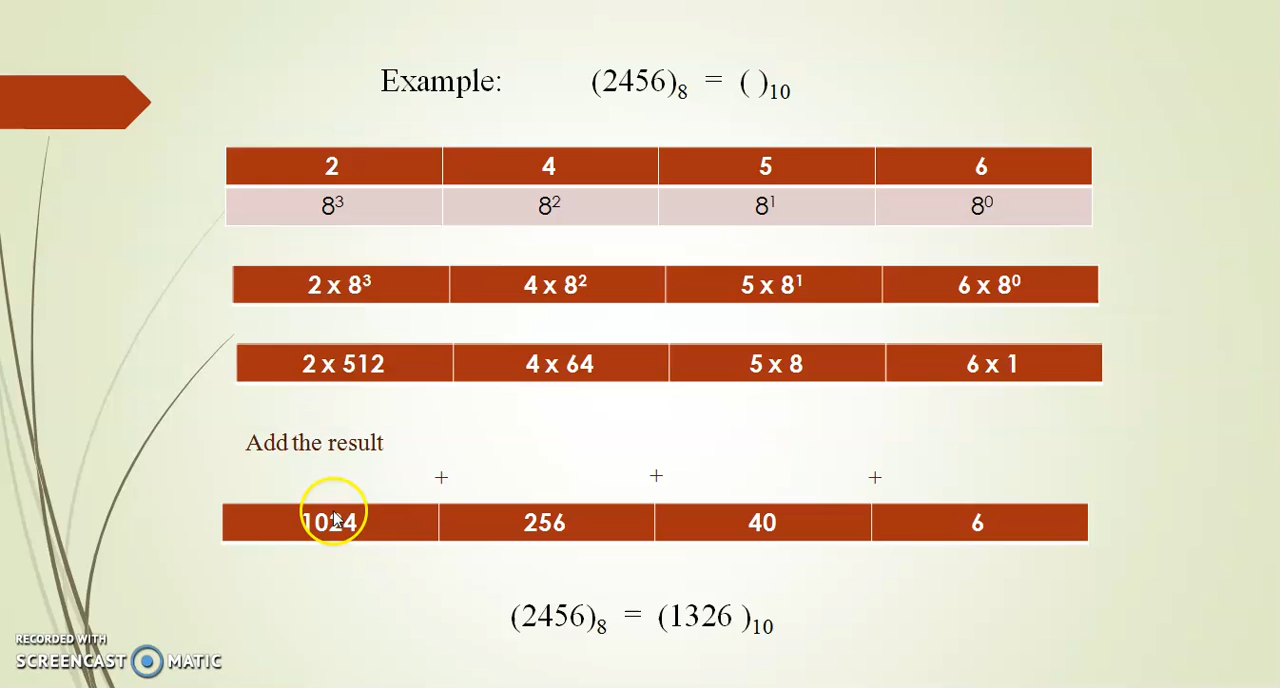 Example: (2456)₈ = ( )₁₀
2 4 5 6
8³ 8² 8¹ 8⁰
2 x 8³ 4 x 8² 5 x 8¹ 6 x 8⁰
2 x 512 4 x 64 5 x 8 6 x 1
Add the result
+ + +
1024 256 40 6
(2456)₈ = (1326 )₁₀
RECORDED WITH
SCREENCAST MATIC